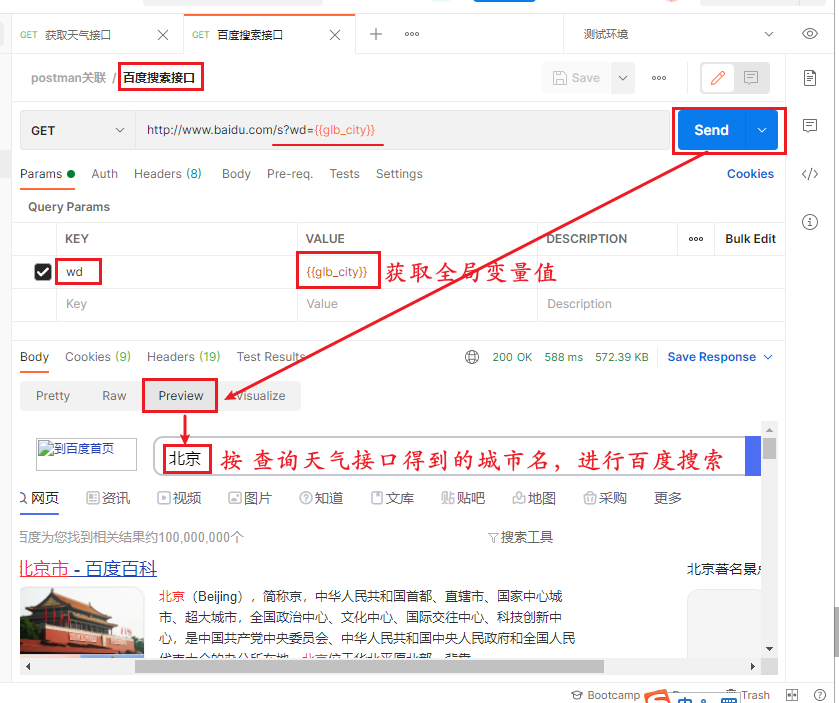 GET 获取天气接口
GET 百度搜索接口
测试环境
postman关联 / 百度搜索接口
Save
GET
http://www.baidu.com/s?wd={{glb_city}}
Send
Params Auth Headers (8) Body Pre-req. Tests Settings
Cookies
Query Params
KEY VALUE DESCRIPTION
Bulk Edit
wd {{glb_city}} 获取全局变量值
Key Value Description
Body Cookies (9) Headers (19) Test Results
200 OK 588 ms 572.39 KB Save Response
Pretty Raw Preview Visualize
到百度首页
北京 按 查询天气接口得到的城市名，进行百度搜索
网页 资讯 视频 图片 知道 文库 贴吧 地图 采购 更多
百度为您找到相关结果约100,000,000个
搜索工具
北京市 - 百度百科
北京著名景点
北京（Beijing），简称京，中华人民共和国首都、直辖市、国家中心城
市、超大城市，全国政治中心、文化中心、国际交往中心、科技创新中
心，是中国共产党中央委员会、中华人民共和国中央人民政府和全国人民
代表大会的办公所在地。北京位于华北平原北部，背靠
Bootcamp
中
Trash